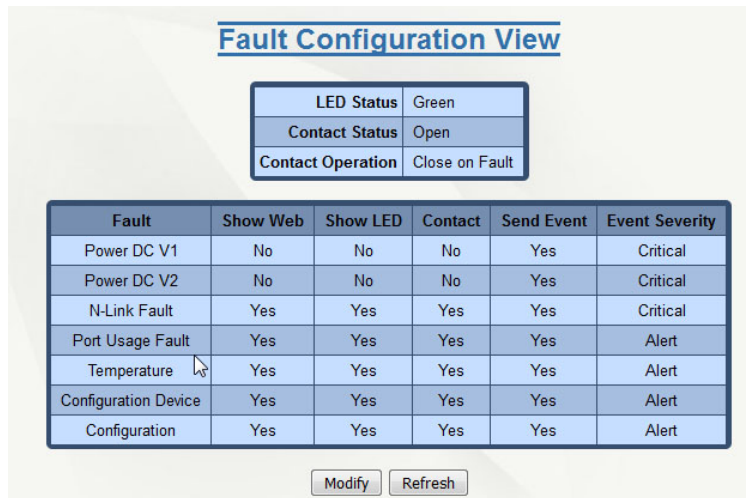 Fault Configuration View
LED Status Green
Contact Status Open
Contact Operation Close on Fault
Fault Show Web Show LED Contact Send Event Event Severity
Power DC V1 No No No Yes Critical
Power DC V2 No No No Yes Critical
N-Link Fault Yes Yes Yes Yes Critical
Port Usage Fault Yes Yes Yes Yes Alert
Temperature Yes Yes Yes Yes Alert
Configuration Device Yes Yes Yes Yes Alert
Configuration Yes Yes Yes Yes Alert
Modify Refresh